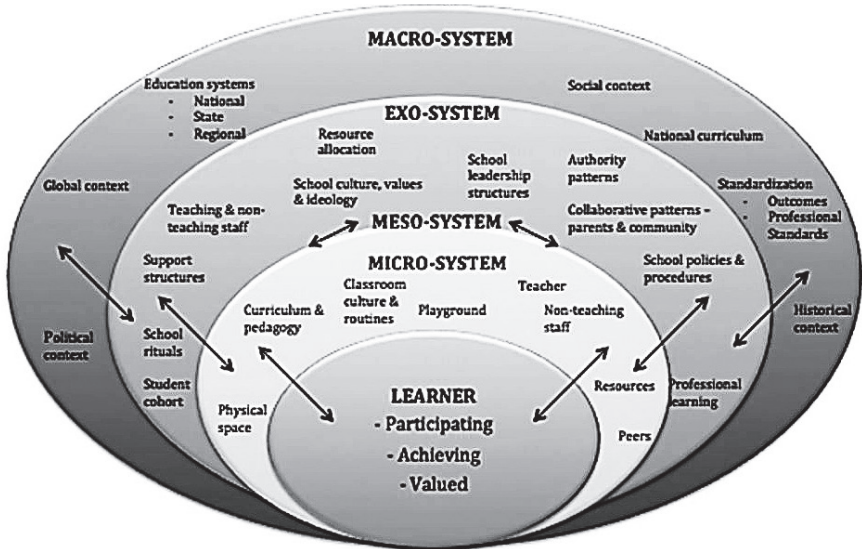 MACRO-SYSTEM
Education systems
- National
- State
- Regional
Social context
EXO-SYSTEM
Resource
allocation
National curriculum
School
leadership
structures
Authority
patterns
Global context
School culture, values
& ideology
Standardization
- Outcomes
- Professional
Standards
Teaching & non-
teaching staff
MESO-SYSTEM
Collaborative patterns –
parents & community
Support
structures
MICRO-SYSTEM
School policies &
procedures
Classroom
culture &
routines
Teacher
Curriculum &
pedagogy
Playground
Non-teaching
staff
Historical
context
Political
context
School
rituals
Student
cohort
LEARNER
- Participating
- Achieving
- Valued
Resources
Professional
learning
Physical
space
Peers